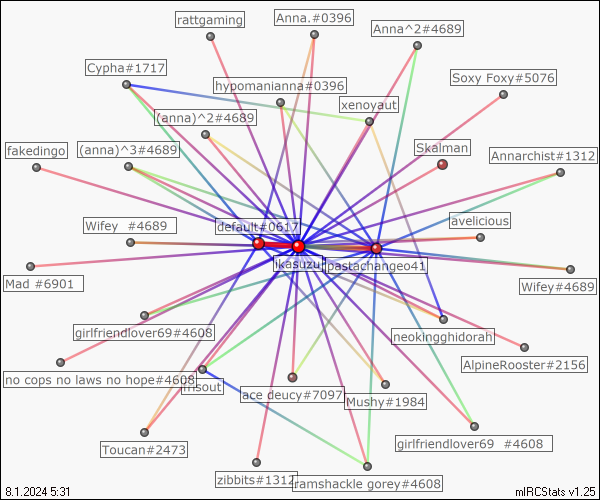 rattgaming
Anna.#0396
Anna^2#4689
Cypha#1717
Soxy Foxy#5076
hypomanianna#0396
xenoyaut
(anna)^2#4689
fakedingo
(anna)^3#4689
Skaiman
Annarchist#1312
Wifey #4689
default#0617
avelicious
ikasuzu
pastachangeo41
Mad #6901
Wifey#4689
girlfriendlover69#4608
neokingghidorah
AlpineRooster#2156
no cops no laws no hope#4608
msout
ace deucy#7097
Mushy#1984
Toucan#2473
girlfriendlover69 #4608
zibbits#1312
ramshackle gorey#4608
8.1.2024 5:31
mIRCStats v1.25